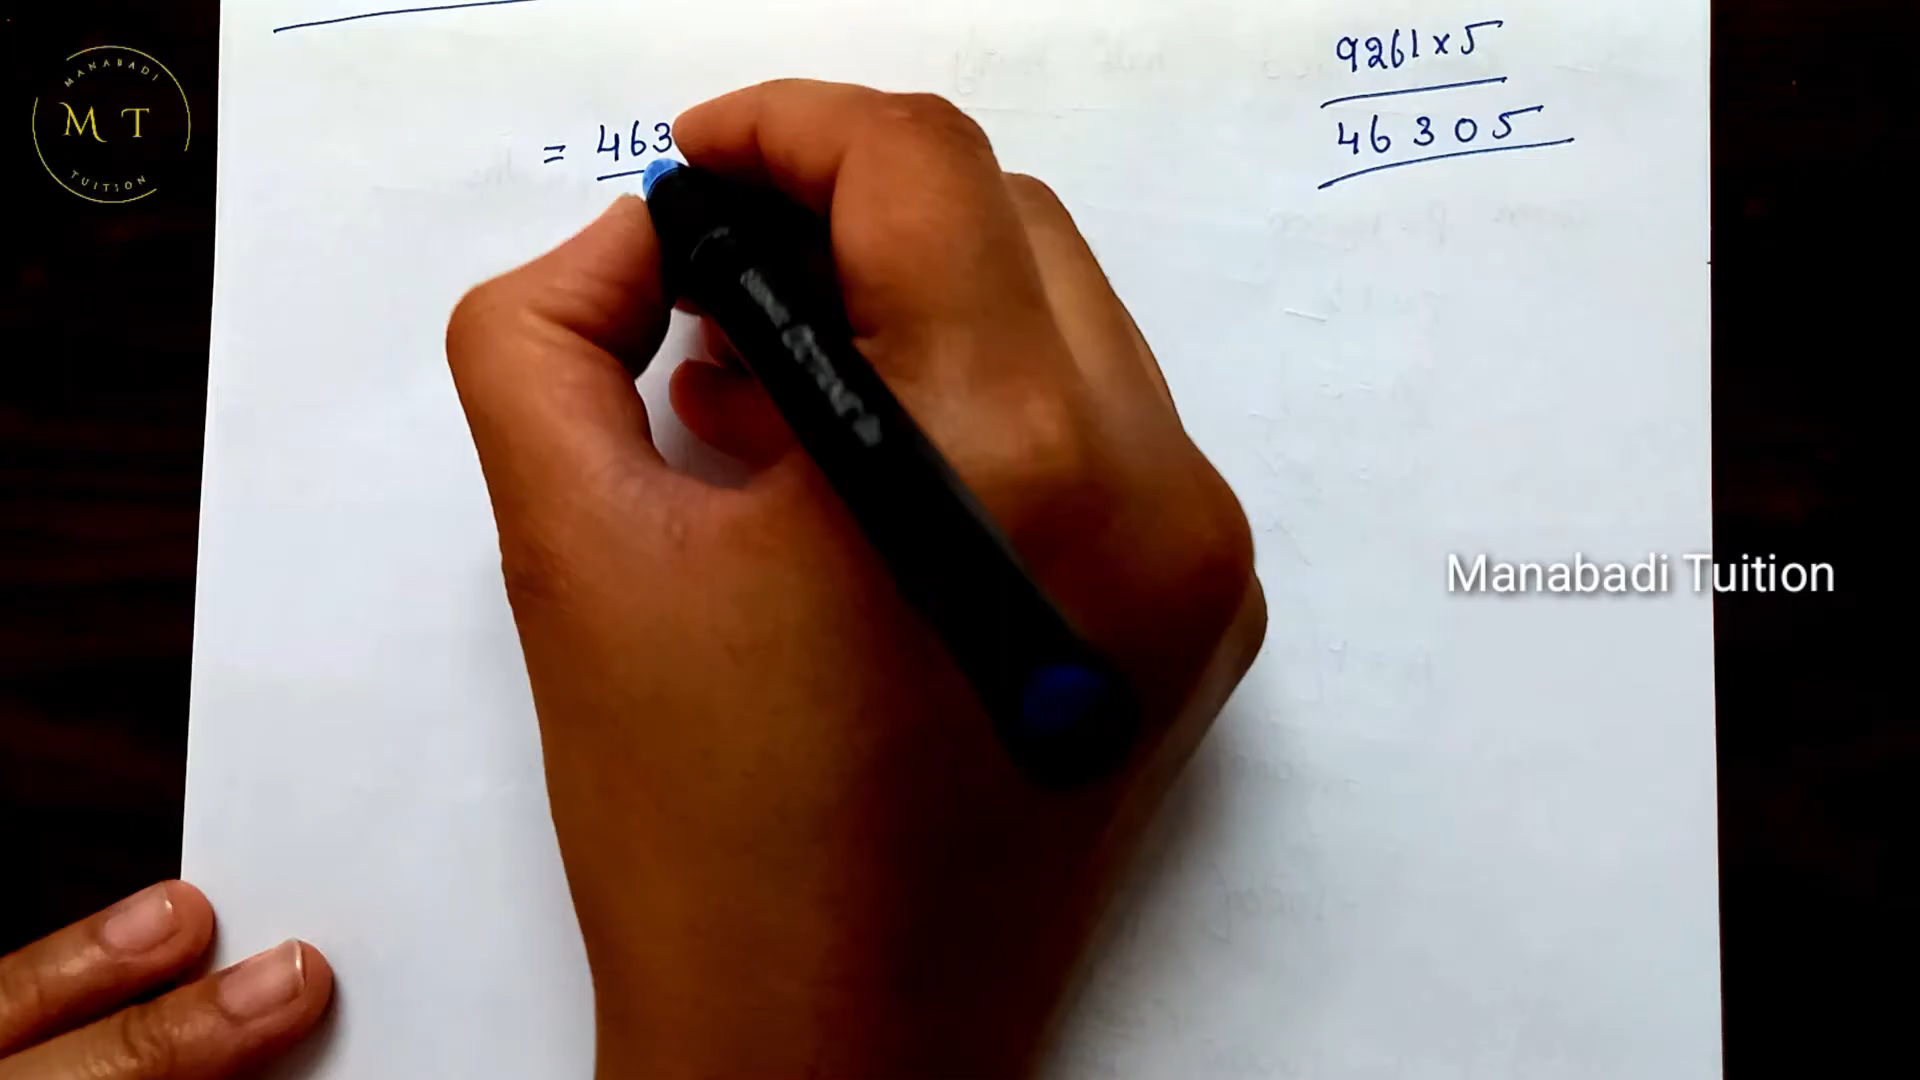 MANABADI
M T
TUITION
9261 x 5
46305
= 463
Manabadi Tuition